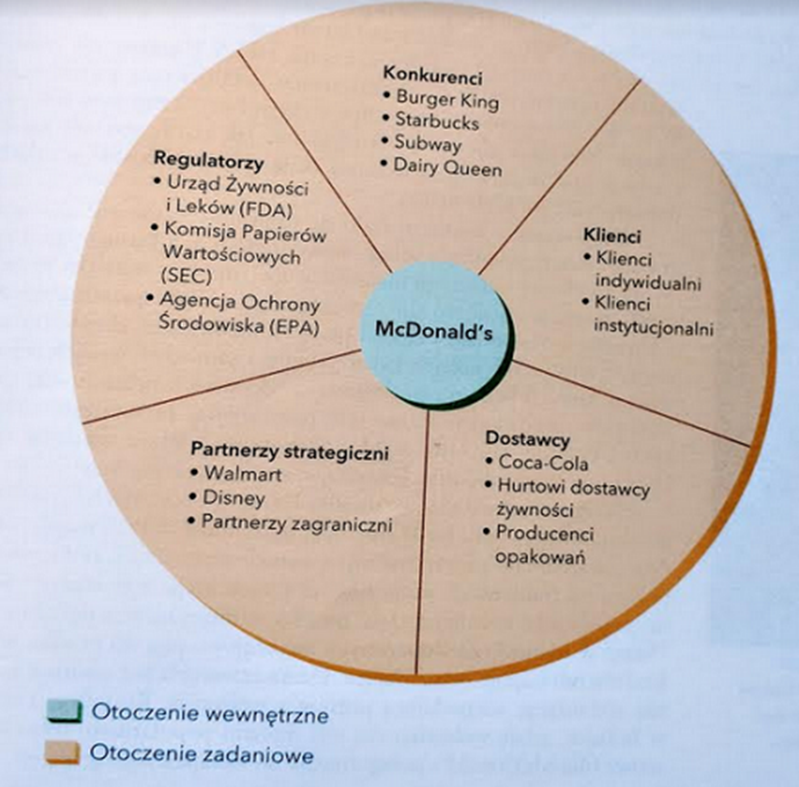 Konkurenci
• Burger King
• Starbucks
• Subway
• Dairy Queen
Regulatorzy
• Urząd Żywności
i Leków (FDA)
• Komisja Papierów
Wartościowych
(SEC)
• Agencja Ochrony
Środowiska (EPA)
Klienci
• Klienci
indywidualni
• Klienci
instytucjonalni
McDonald's
Partnerzy strategiczni
• Walmart
• Disney
• Partnerzy zagraniczni
Dostawcy
• Coca-Cola
• Hurtowi dostawcy
żywności
• Producenci
opakowań
Otoczenie wewnętrzne
Otoczenie zadaniowe